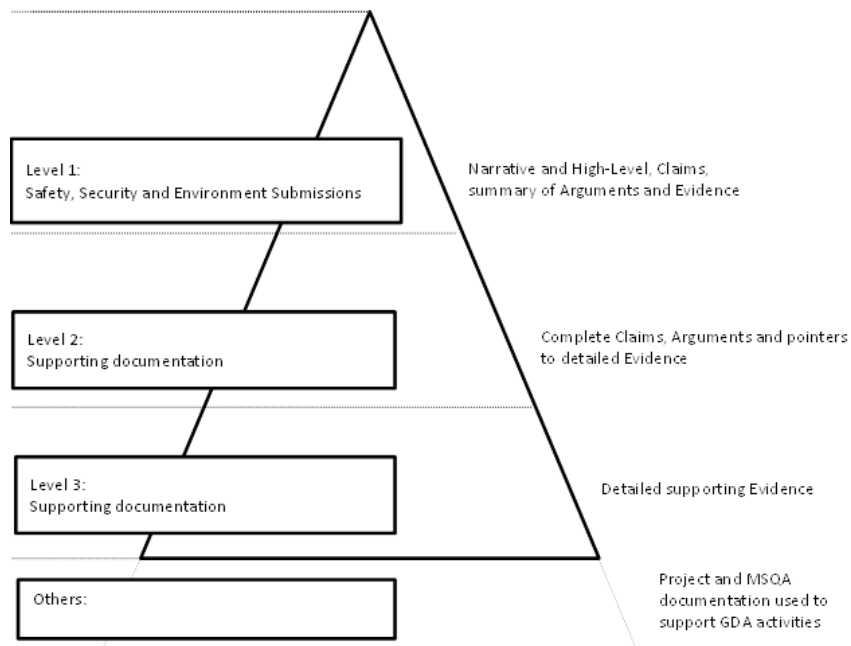 Level 1:
Safety, Security and Environment Submissions
Narrative and High-Level, Claims,
summary of Arguments and Evidence
Level 2:
Supporting documentation
Complete Claims, Arguments and pointers
to detailed Evidence
Level 3:
Supporting documentation
Detailed supporting Evidence
Others:
Project and MSQA
documentation used to
support GDA activities